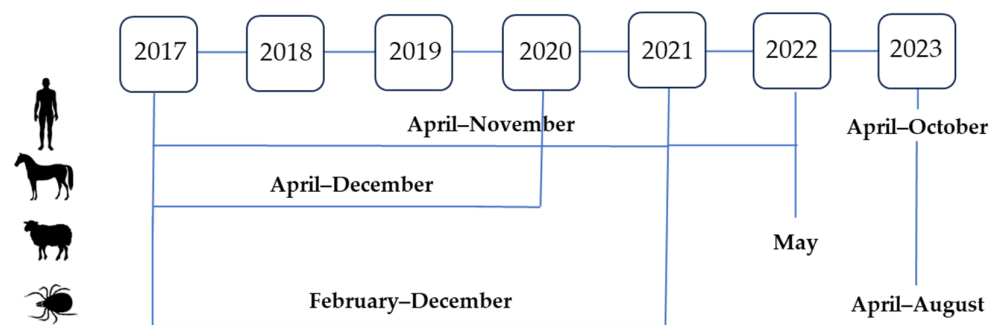 2017 2018 2019 2020 2021 2022 2023
April–November
April–October
April–December
May
February–December
April–August